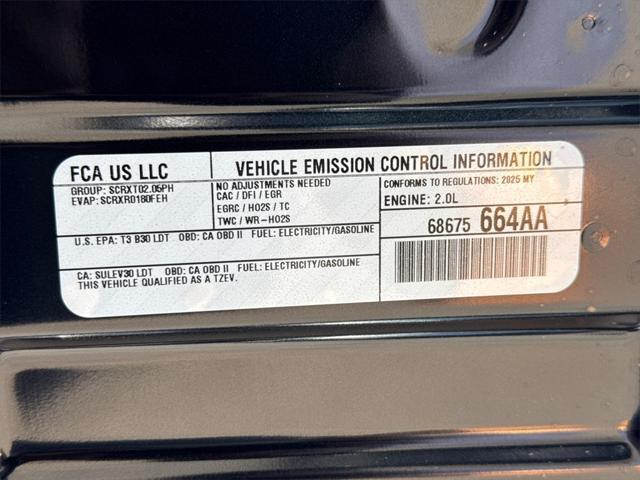 FCA US LLC
VEHICLE EMISSION CONTROL INFORMATION
GROUP: SCRXT02.05PH
EVAP: SCRXR0180FEH
NO ADJUSTMENTS NEEDED
CAC / DFI / EGR
EGRC / HO2S / TC
TWC / WR-HO2S
CONFORMS TO REGULATIONS: 2025 MY
ENGINE: 2.0L
68675 664AA
U.S. EPA: T3 B30 LDT OBD: CA OBD II FUEL: ELECTRICITY/GASOLINE
CA: SULEV30 LDT OBD: CA OBD II FUEL: ELECTRICITY/GASOLINE
THIS VEHICLE QUALIFIED AS A TZEV.